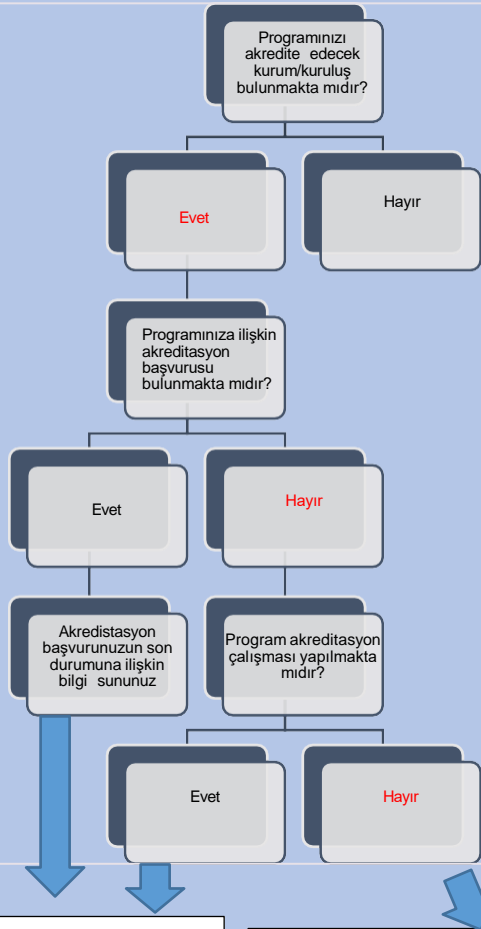 Programınızı
akredite edecek
kurum/kuruluş
bulunmakta mıdır?
Evet
Hayır
Programınıza ilişkin
akreditasyon
başvurusu
bulunmakta mıdır?
Evet
Hayır
Akredistasyon
başvurunuzun son
durumuna ilişkin
bilgi sununuz
Program akreditasyon
çalışması yapılmakta
mıdır?
Evet
Hayır